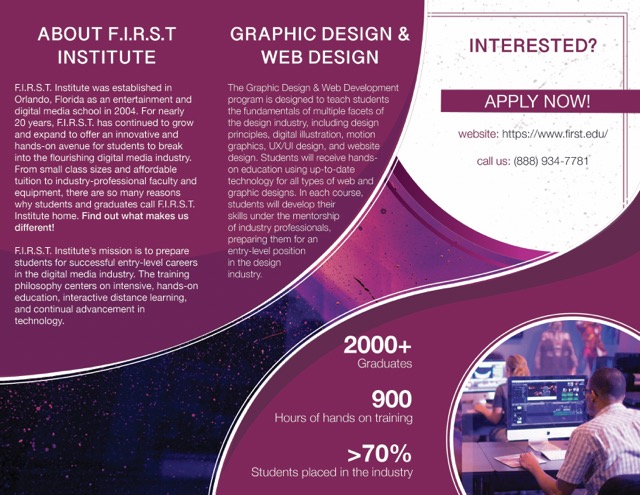 ABOUT F.I.R.S.T
INSTITUTE
F.I.R.S.T. Institute was established in
Orlando, Florida as an entertainment and
digital media school in 2004. For nearly
20 years, F.I.R.S.T. has continued to grow
and expand to offer an innovative and
hands-on avenue for students to break
into the flourishing digital media industry.
From small class sizes and affordable
tuition to industry-professional faculty and
equipment, there are so many reasons
why students and graduates call F.I.R.S.T.
Institute home. Find out what makes us
different!
F.I.R.S.T. Institute's mission is to prepare
students for successful entry-level careers
in the digital media industry. The training
philosophy centers on intensive, hands-on
education, interactive distance learning,
and continual advancement in
technology.
GRAPHIC DESIGN &
WEB DESIGN
The Graphic Design & Web Development
program is designed to teach students
the fundamentals of multiple facets of
the design industry, including design
principles, digital illustration, motion
graphics, UX/UI design, and website
design. Students will receive hands-
on education using up-to-date
technology for all types of web and
graphic designs. In each course,
students will develop their
skills under the mentorship
of industry professionals,
preparing them for an
entry-level position
in the design
industry.
INTERESTED?
APPLY NOW!
website: https://www.first.edu/
call us: (888) 934-7781
2000+
Graduates
900
Hours of hands on training
>70%
Students placed in the industry